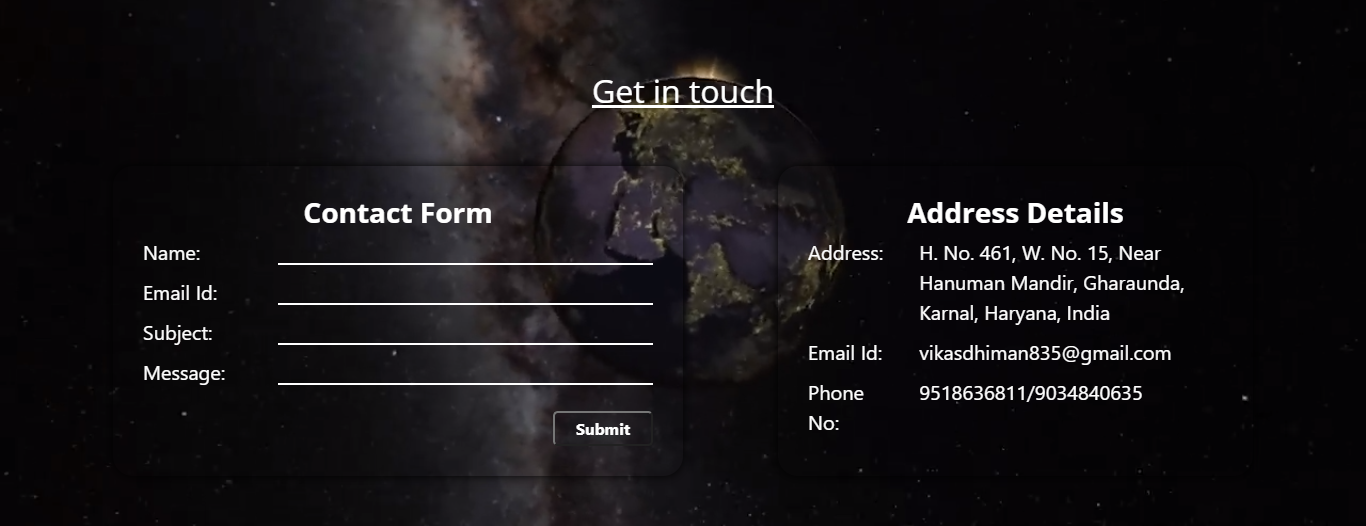 Get in touch
Contact Form
Name:
Email Id:
Subject:
Message:
Submit
Address Details
Address: H. No. 461, W. No. 15, Near
Hanuman Mandir, Gharaunda,
Karnal, Haryana, India
Email Id: vikasdhiman835@gmail.com
Phone 9518636811/9034840635
No: